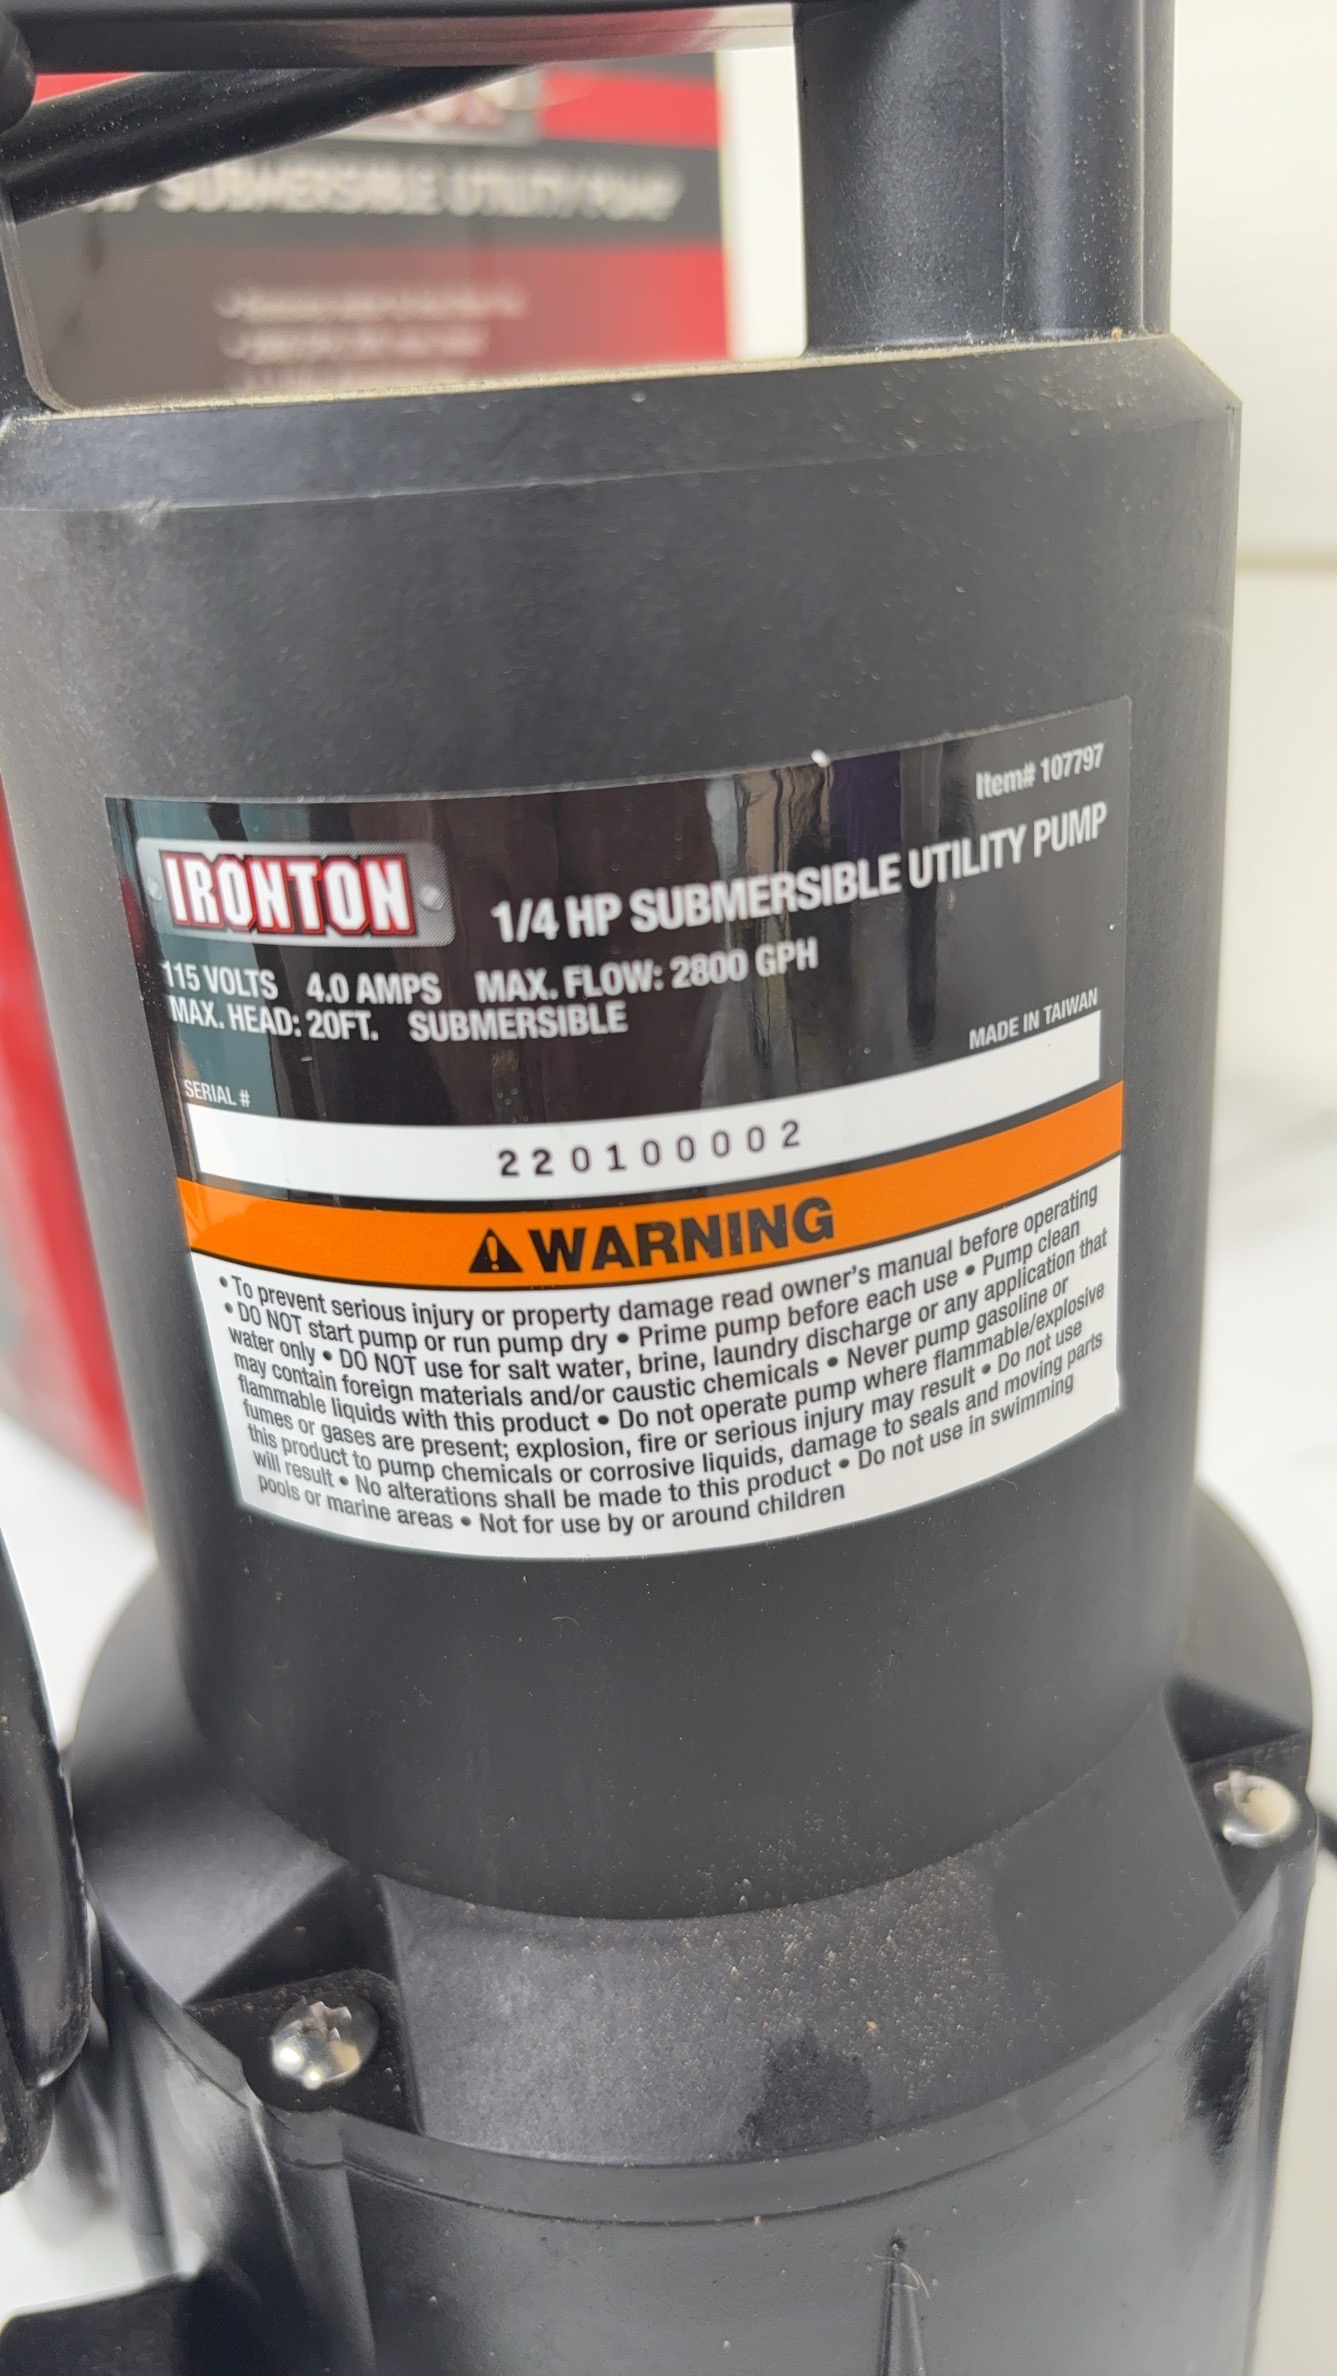 SUBMERSIBLE UTILITY PUMP
Item# 107797
IRONTON
1/4 HP SUBMERSIBLE UTILITY PUMP
115 VOLTS 4.0 AMPS MAX. FLOW: 2800 GPH
MAX. HEAD: 20FT. SUBMERSIBLE
MADE IN TAIWAN
SERIAL #
220100002
WARNING
• To prevent serious injury or property damage read owner's manual before operating
• DO NOT start pump or run pump dry • Prime pump before each use • Pump clean
water only • DO NOT use for salt water, brine, laundry discharge or any application that
may contain foreign materials and/or caustic chemicals • Never pump gasoline or
flammable liquids with this product • Do not operate pump where flammable/explosive
fumes or gases are present; explosion, fire or serious injury may result • Do not use
this product to pump chemicals or corrosive liquids, damage to seals and moving parts
will result • No alterations shall be made to this product • Do not use in swimming
pools or marine areas • Not for use by or around children